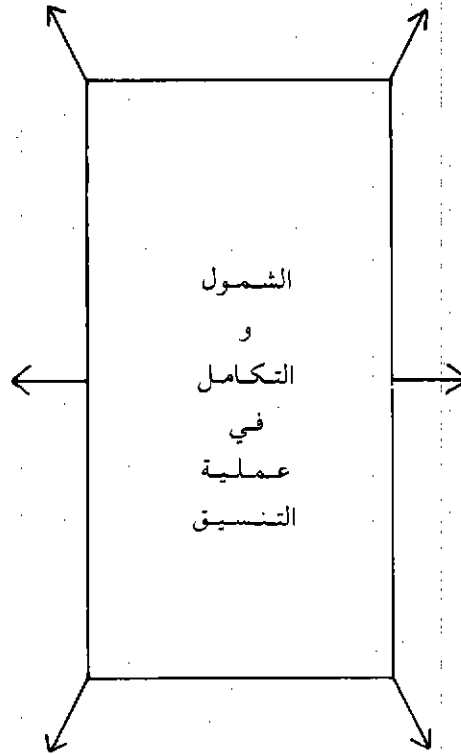 الشمول
و
التكامل
في
عملية
التنسيق